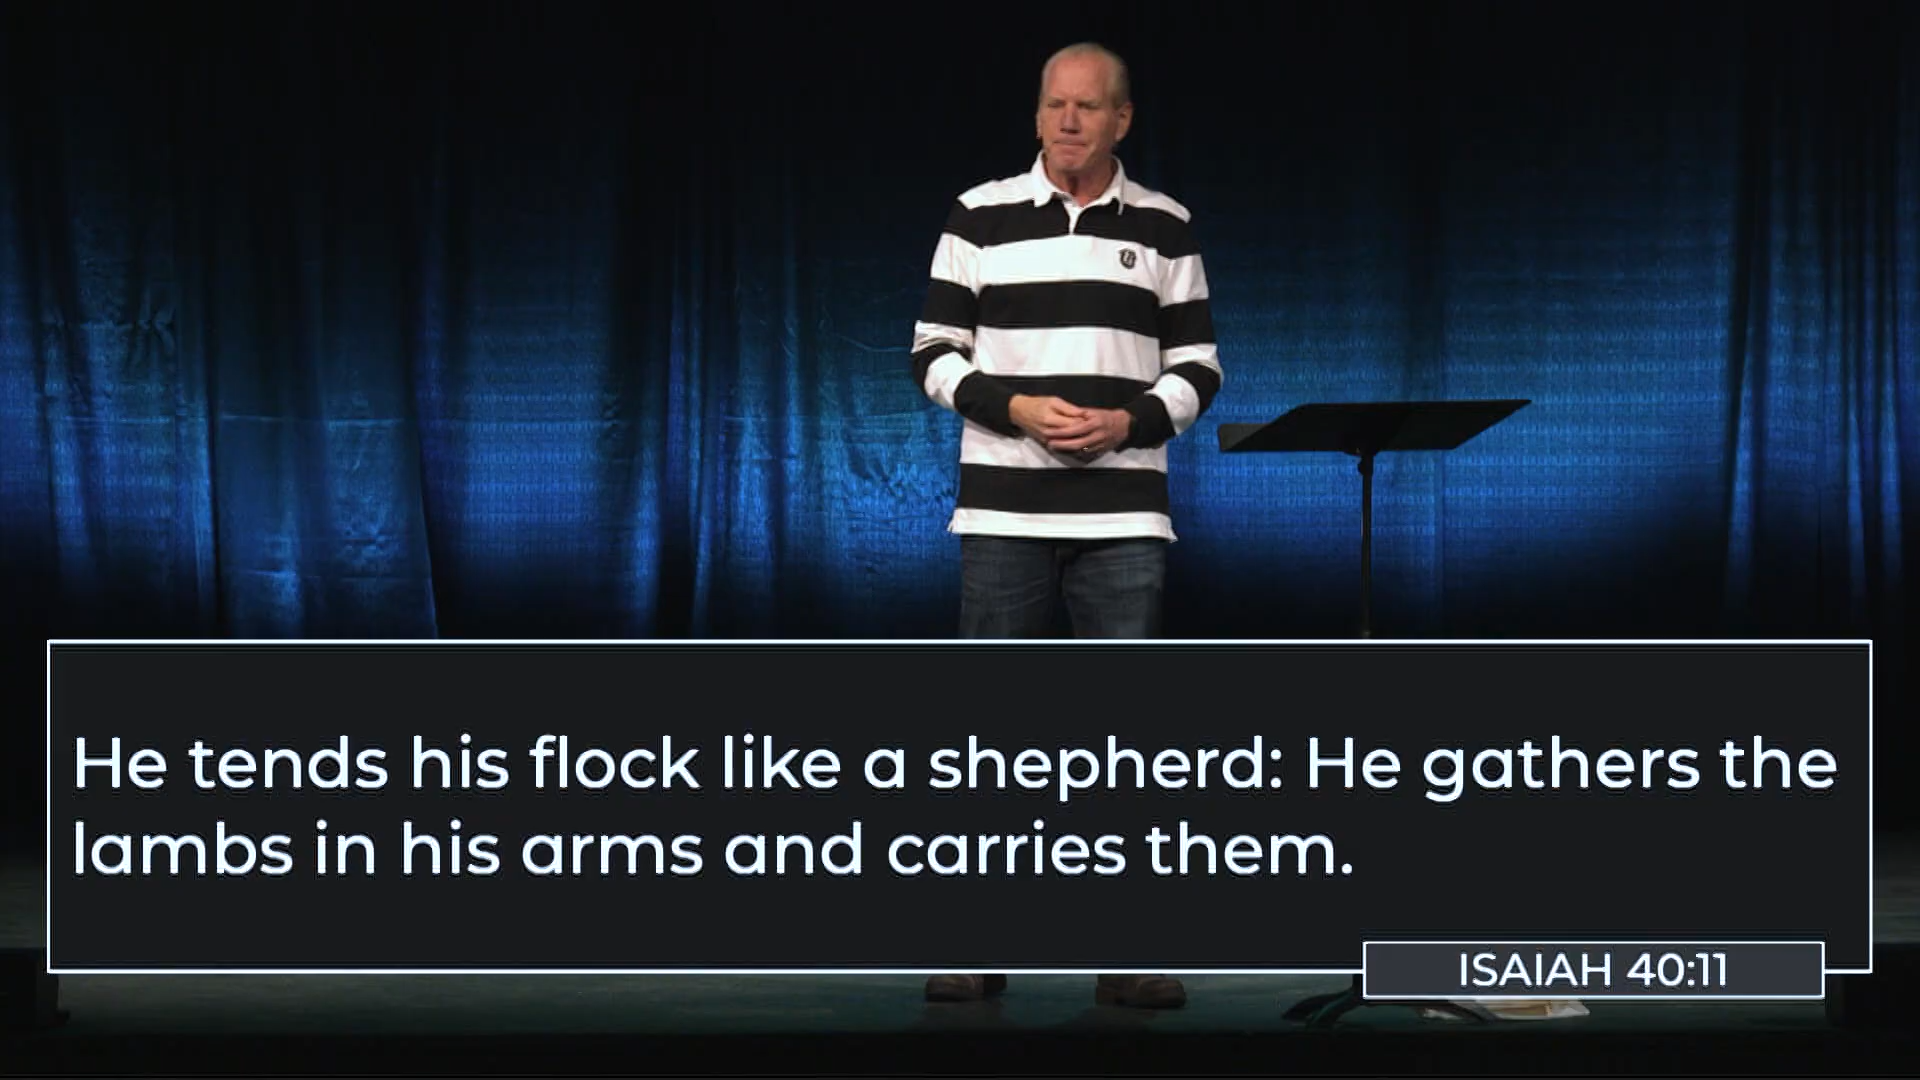 He tends his flock like a shepherd: He gathers the
lambs in his arms and carries them.
ISAIAH 40:11